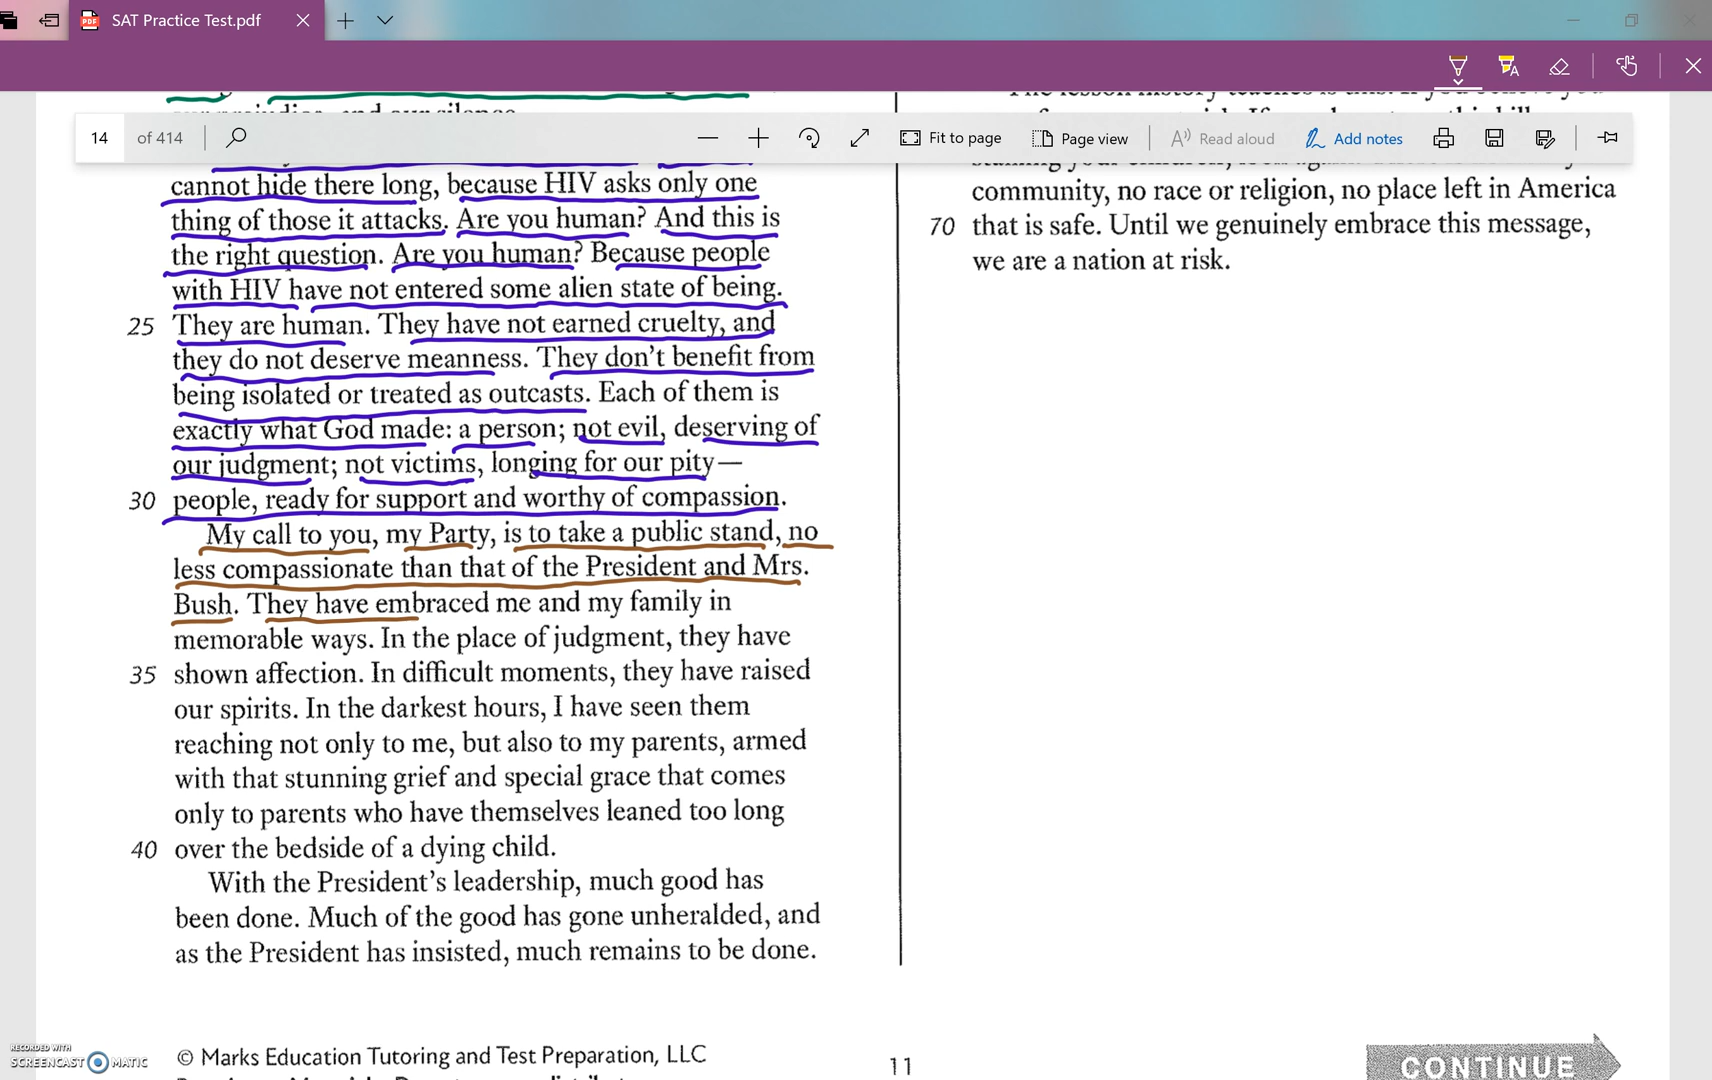 SAT Practice Test.pdf
14 of 414 Fit to page Page view Read aloud Add notes
cannot hide there long, because HIV asks only one
thing of those it attacks. Are you human? And this is
the right question. Are you human? Because people
with HIV have not entered some alien state of being.
25 They are human. They have not earned cruelty, and
they do not deserve meanness. They don't benefit from
being isolated or treated as outcasts. Each of them is
exactly what God made: a person; not evil, deserving of
our judgment; not victims, longing for our pity—
30 people, ready for support and worthy of compassion.
My call to you, my Party, is to take a public stand, no
less compassionate than that of the President and Mrs.
Bush. They have embraced me and my family in
memorable ways. In the place of judgment, they have
35 shown affection. In difficult moments, they have raised
our spirits. In the darkest hours, I have seen them
reaching not only to me, but also to my parents, armed
with that stunning grief and special grace that comes
only to parents who have themselves leaned too long
40 over the bedside of a dying child.
With the President's leadership, much good has
been done. Much of the good has gone unheralded, and
as the President has insisted, much remains to be done.
community, no race or religion, no place left in America
70 that is safe. Until we genuinely embrace this message,
we are a nation at risk.
© Marks Education Tutoring and Test Preparation, LLC
11
CONTINUE
RECORDED WITH
SCREENCAST MATIC